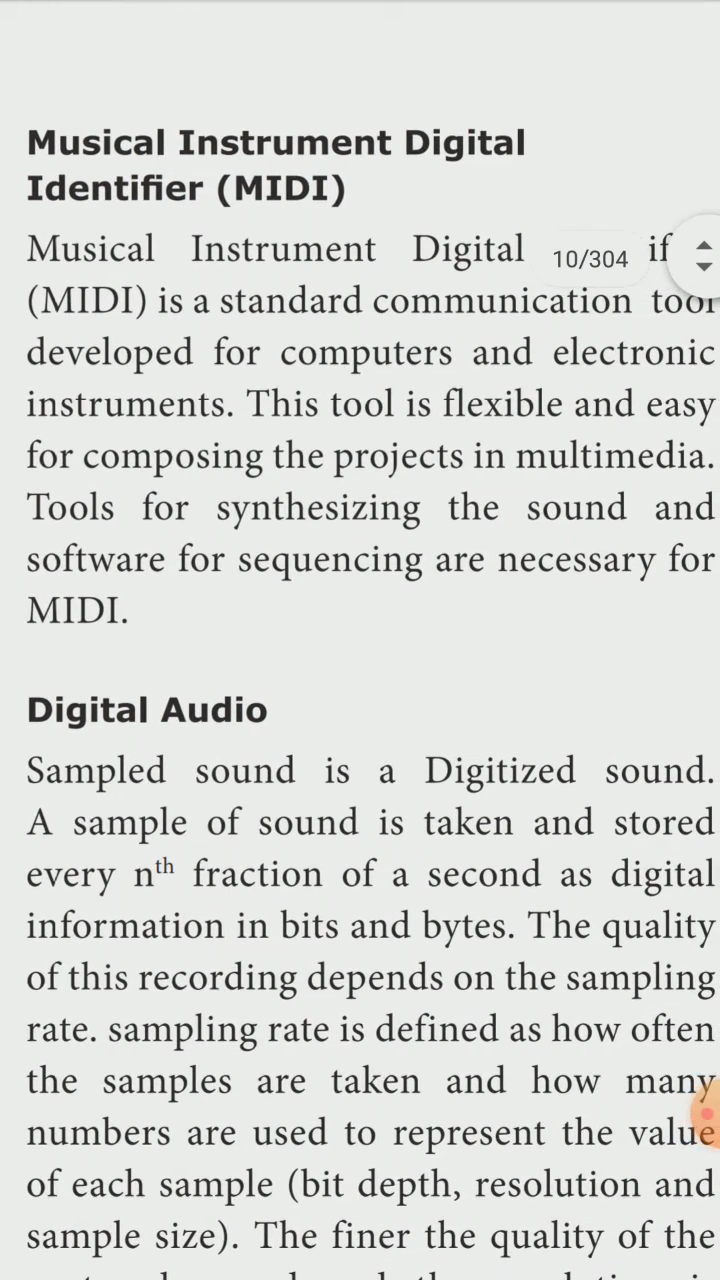 Musical Instrument Digital
Identifier (MIDI)
Musical Instrument Digital
10/304
(MIDI) is a standard communication tool
developed for computers and electronic
instruments. This tool is flexible and easy
for composing the projects in multimedia.
Tools for synthesizing the sound and
software for sequencing are necessary for
MIDI.
Digital Audio
Sampled sound is a Digitized sound.
A sample of sound is taken and stored
every nth fraction of a second as digital
information in bits and bytes. The quality
of this recording depends on the sampling
rate. sampling rate is defined as how often
the samples are taken and how many
numbers are used to represent the value
of each sample (bit depth, resolution and
sample size). The finer the quality of the